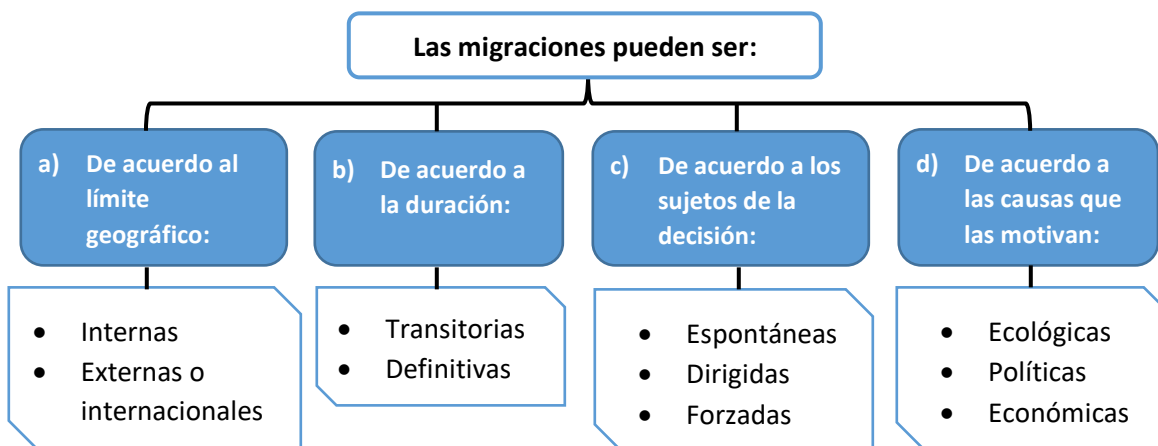 Las migraciones pueden ser:
a) De acuerdo al
límite
geográfico:
b) De acuerdo a
la duración:
c) De acuerdo a los
sujetos de la
decisión:
d) De acuerdo a
las causas que
las motivan:
• Internas
• Externas o
internacionales
• Transitorias
• Definitivas
• Espontáneas
• Dirigidas
• Forzadas
• Ecológicas
• Políticas
• Económicas